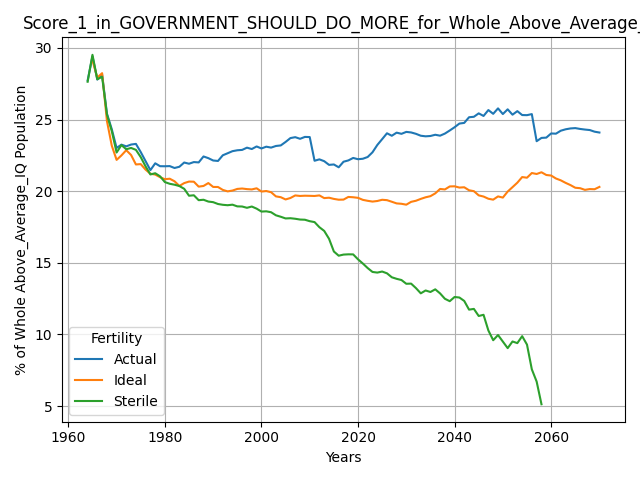 Score_1_in_GOVERNMENT_SHOULD_DO_MORE_for_Whole_Above_Average_
% of Whole Above_Average_IQ Population
30
25
20
15
10
5
Fertility
Actual
Ideal
Sterile
1960
1980
2000
2020
2040
2060
Years